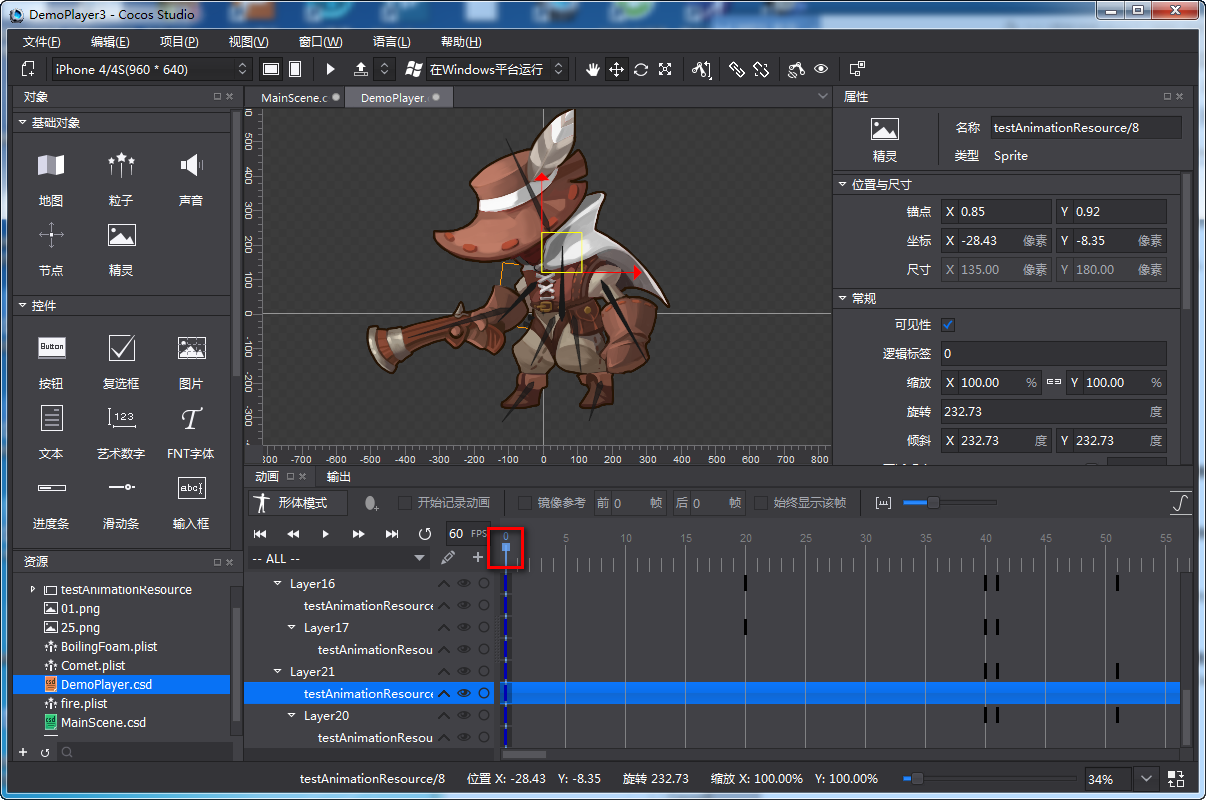 DemoPlayer3 - Cocos Studio
文件(F) 编辑(E) 项目(P) 视图(V) 窗口(W) 语言(L) 帮助(H)
iPhone 4/4S(960 * 640) 在Windows平台运行
对象
基础对象
地图 粒子 声音
节点 精灵
控件
Button
按钮 复选框 图片
123
文本 艺术数字 FNT字体
abc
进度条 滑动条 输入框
资源
testAnimationResource
01.png
25.png
BoilingFoam.plist
Comet.plist
DemoPlayer.csd
fire.plist
MainScene.csd
MainScene.c DemoPlayer.
500
400
300
200
100
0
-100
-200
-300
800 -700 -600 -500 -400 -300 -200 -100 0 100 200 300 400 500 600 700 800
属性
精灵
名称 testAnimationResource/8
类型 Sprite
位置与尺寸
锚点 X 0.85 Y 0.92
坐标 X -28.43 像素 Y -8.35 像素
尺寸 X 135.00 像素 Y 180.00 像素
常规
可见性
逻辑标签 0
缩放 X 100.00 % Y 100.00 %
旋转 232.73 度
倾斜 X 232.73 度 Y 232.73 度
动画 输出
形体模式 开始记录动画 镜像参考 前 0 帧 后 0 帧 始终显示该帧
60 FPS 0 5 10 15 20 25 30 35 40 45 50 55
-- ALL --
Layer16
testAnimationResource
Layer17
testAnimationResou
Layer21
testAnimationResource
Layer20
testAnimationResou
testAnimationResource/8 位置 X: -28.43 Y: -8.35 旋转 232.73 缩放 X: 100.00% Y: 100.00% 34%